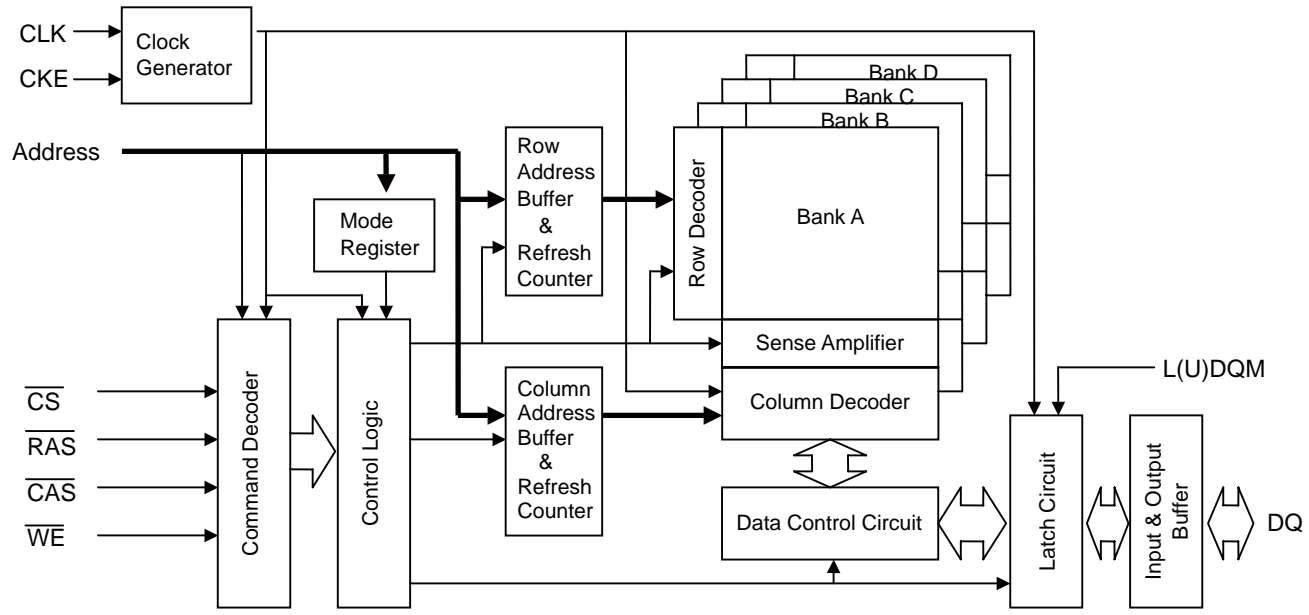 CLK
CKE
Clock
Generator
Bank D
Bank C
Bank B
Address
Row
Address
Buffer
&
Refresh
Counter
Row Decoder
Bank A
Mode
Register
Sense Amplifier
Column Decoder
L(U)DQM
CS
RAS
CAS
WE
Command Decoder
Control Logic
Column
Address
Buffer
&
Refresh
Counter
Data Control Circuit
Latch Circuit
Input & Output
Buffer
DQ